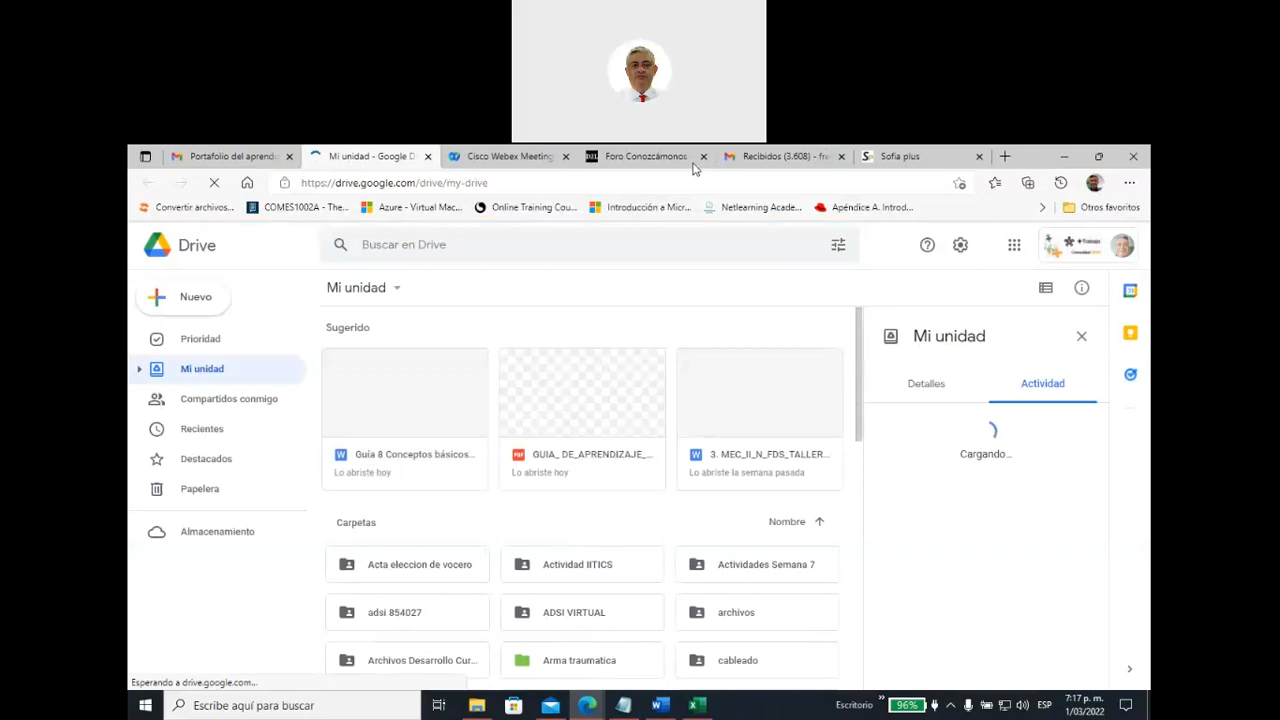 Portafolio del aprend
Mi unidad - Google D
Cisco Webex Meeting
Foro Conozcámonos
Recibidos (3.608) - fre
Sofia plus
https://drive.google.com/drive/my-drive
Convertir archivos...
COMES1002A - The...
Azure - Virtual Mac...
Online Training Cou...
Introducción a Micr...
Netlearning Acade...
Apéndice A. Introd...
Otros favoritos
Drive
Buscar en Drive
Nuevo
Mi unidad
Prioridad
Mi unidad
Compartidos conmigo
Recientes
Destacados
Papelera
Almacenamiento
Sugerido
Guía 8 Conceptos básicos...
Lo abriste hoy
GUIA_ DE_APRENDIZAJE_...
Lo abriste hoy
3. MEC_II_N_FDS_TALLER...
Lo abriste la semana pasada
Carpetas
Nombre
Acta eleccion de vocero
Actividad IITICS
Actividades Semana 7
adsi 854027
ADSI VIRTUAL
archivos
Archivos Desarrollo Cur...
Arma traumatica
cableado
Mi unidad
Detalles
Actividad
Cargando...
Esperando a drive.google.com...
Escribe aquí para buscar
Escritorio
96%
ESP
7:17 p. m.
1/03/2022